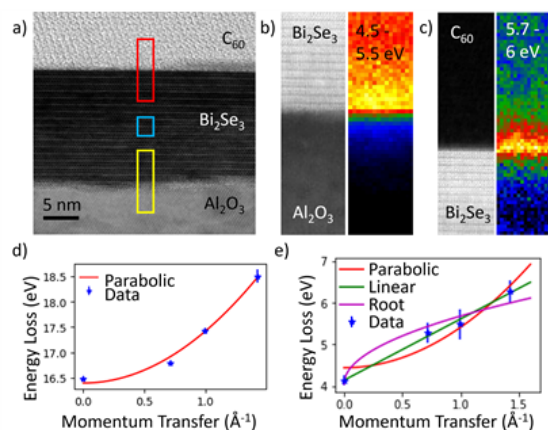 a)
C60
Bi2Se3
5 nm
Al2O3
b)
Bi2Se3
4.5 -
5.5 eV
Al2O3
c)
C60
5.7 -
6 eV
Bi2Se3
d)
Parabolic
Data
18.5
18.0
17.5
17.0
16.5
Energy Loss (eV)
0.0
0.5
1.0
Momentum Transfer (Å-1)
e)
Parabolic
Linear
Root
Data
7
6
5
4
Energy Loss (eV)
0.0
0.5
1.0
1.5
Momentum Transfer (Å-1)